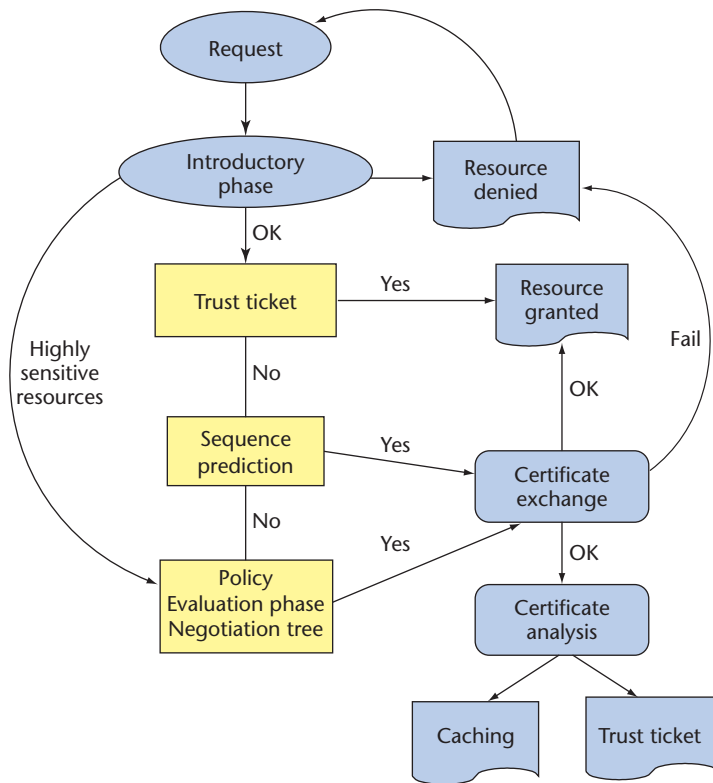 Request
Introductory
phase
Resource
denied
OK
Trust ticket
Yes
Resource
granted
Highly
sensitive
resources
No
OK
Fail
Sequence
prediction
Yes
Certificate
exchange
No
Yes
OK
Policy
Evaluation phase
Negotiation tree
Certificate
analysis
Caching
Trust ticket